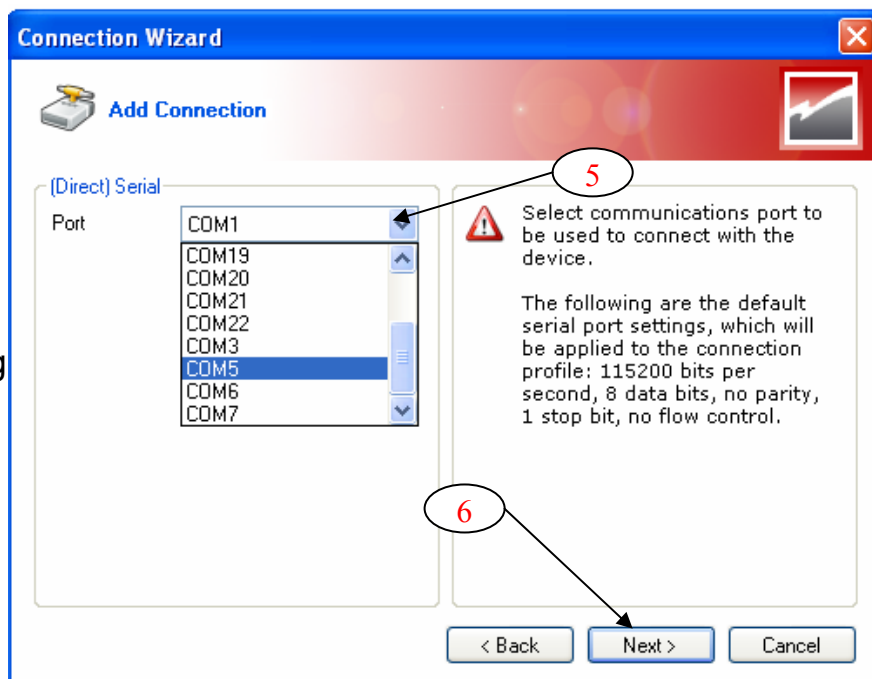 Connection Wizard
Add Connection
5
(Direct) Serial
Port
COM1
COM19
COM20
COM21
COM22
COM3
COM5
COM6
COM7
Select communications port to
be used to connect with the
device.
The following are the default
serial port settings, which will
be applied to the connection
profile: 115200 bits per
second, 8 data bits, no parity,
1 stop bit, no flow control.
g
6
< Back
Next >
Cancel